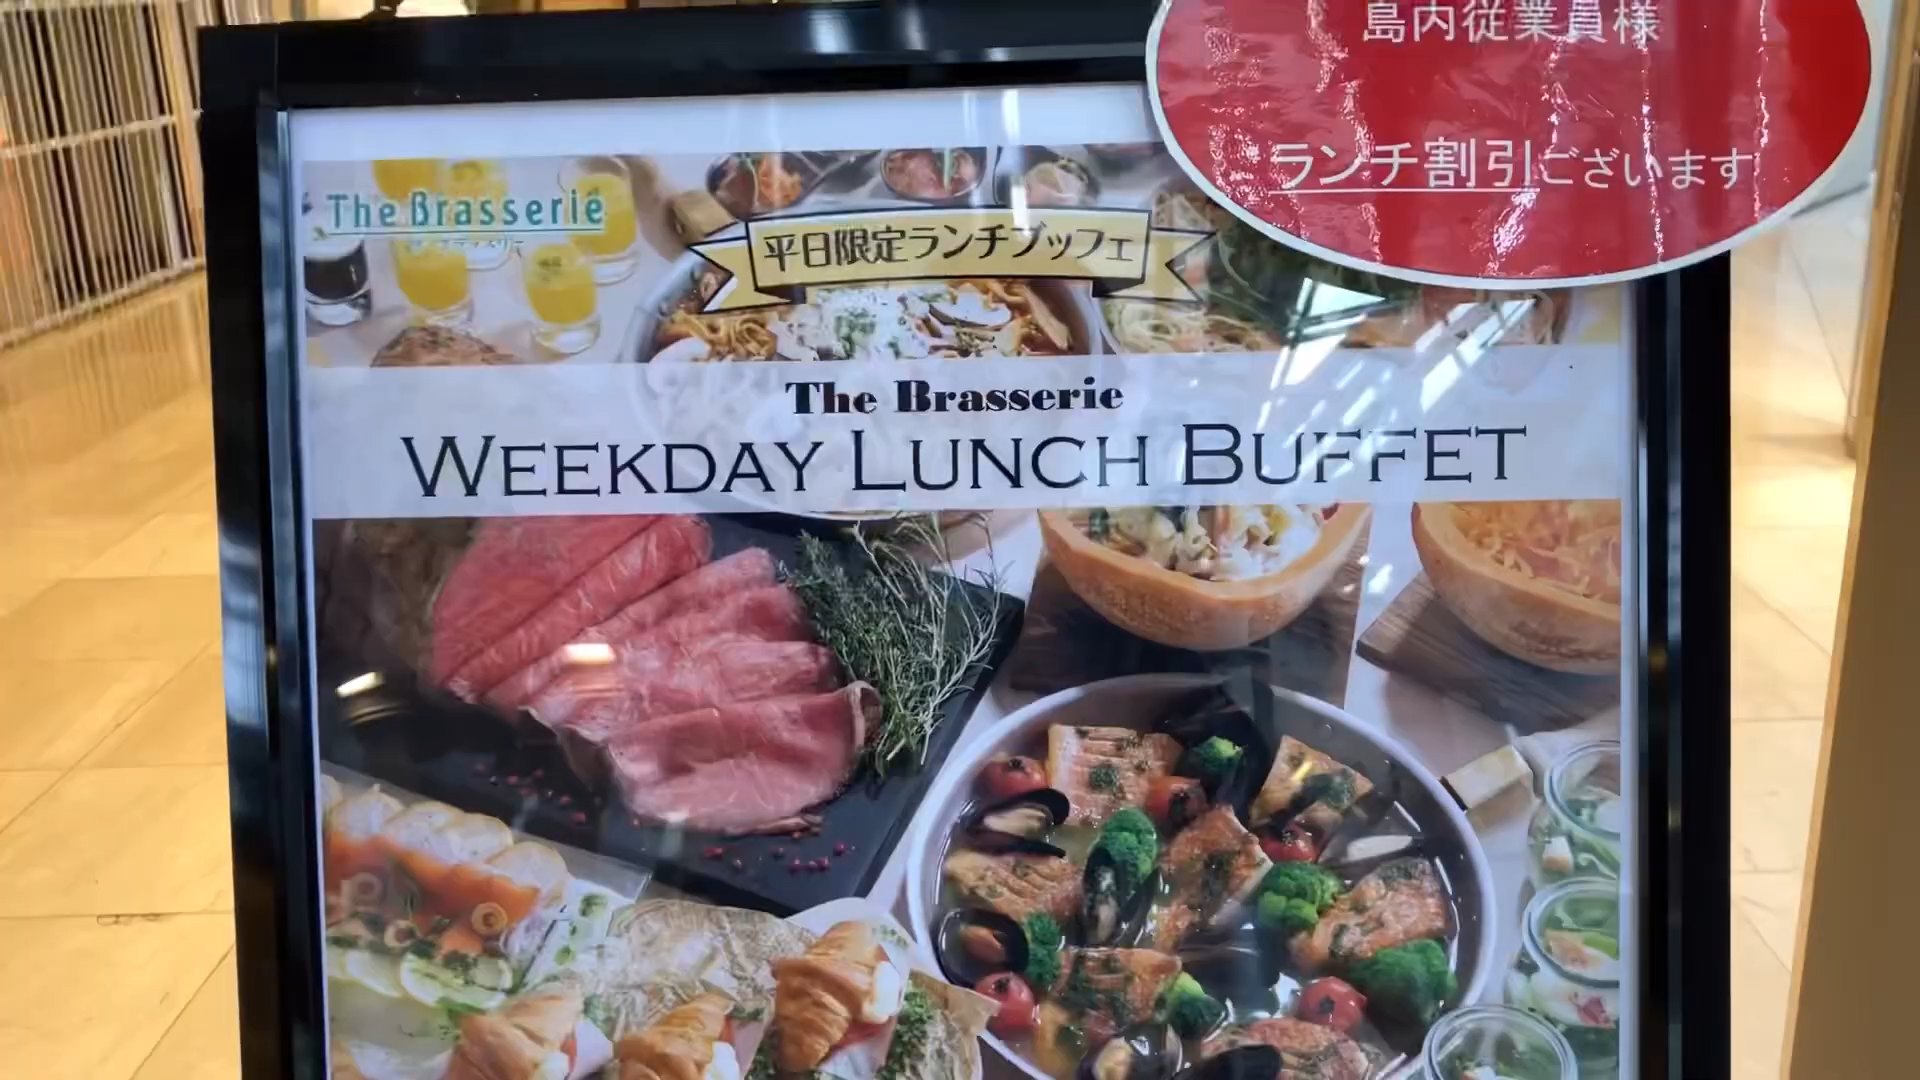 島内従業員様
ランチ割引ございます
The Brasserie
平日限定ランチブッフェ
The Brasserie
WEEKDAY LUNCH BUFFET